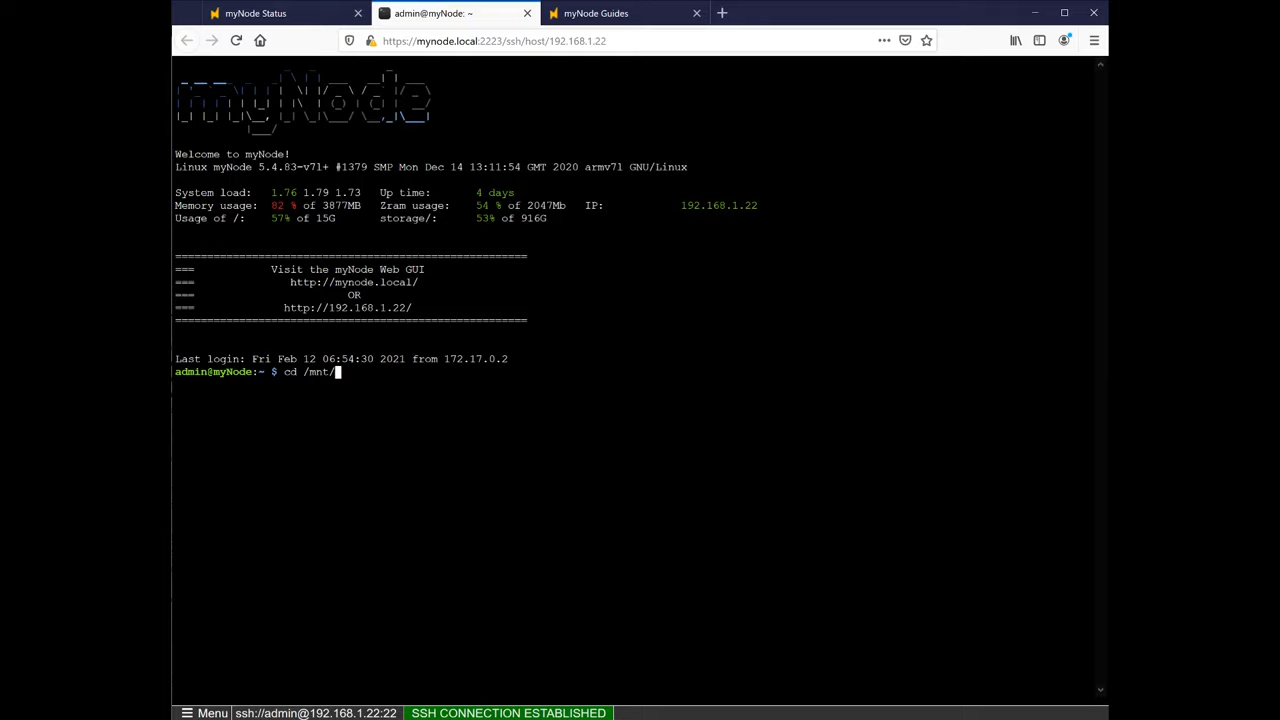 myNode Status
admin@myNode: ~
myNode Guides
https://mynode.local:2223/ssh/host/192.168.1.22
myNode
Welcome to myNode!
Linux myNode 5.4.83-v7l+ #1379 SMP Mon Dec 14 13:11:54 GMT 2020 armv7l GNU/Linux
System load: 1.76 1.79 1.73 Up time: 4 days
Memory usage: 82 % of 3877MB Zram usage: 54 % of 2047Mb IP: 192.168.1.22
Usage of /: 57% of 15G storage/: 53% of 916G
=======================================================
=== Visit the myNode Web GUI
=== http://mynode.local/
=== OR
=== http://192.168.1.22/
=======================================================
Last login: Fri Feb 12 06:54:30 2021 from 172.17.0.2
admin@myNode:~ $ cd /mnt/
Menu ssh://admin@192.168.1.22:22 SSH CONNECTION ESTABLISHED